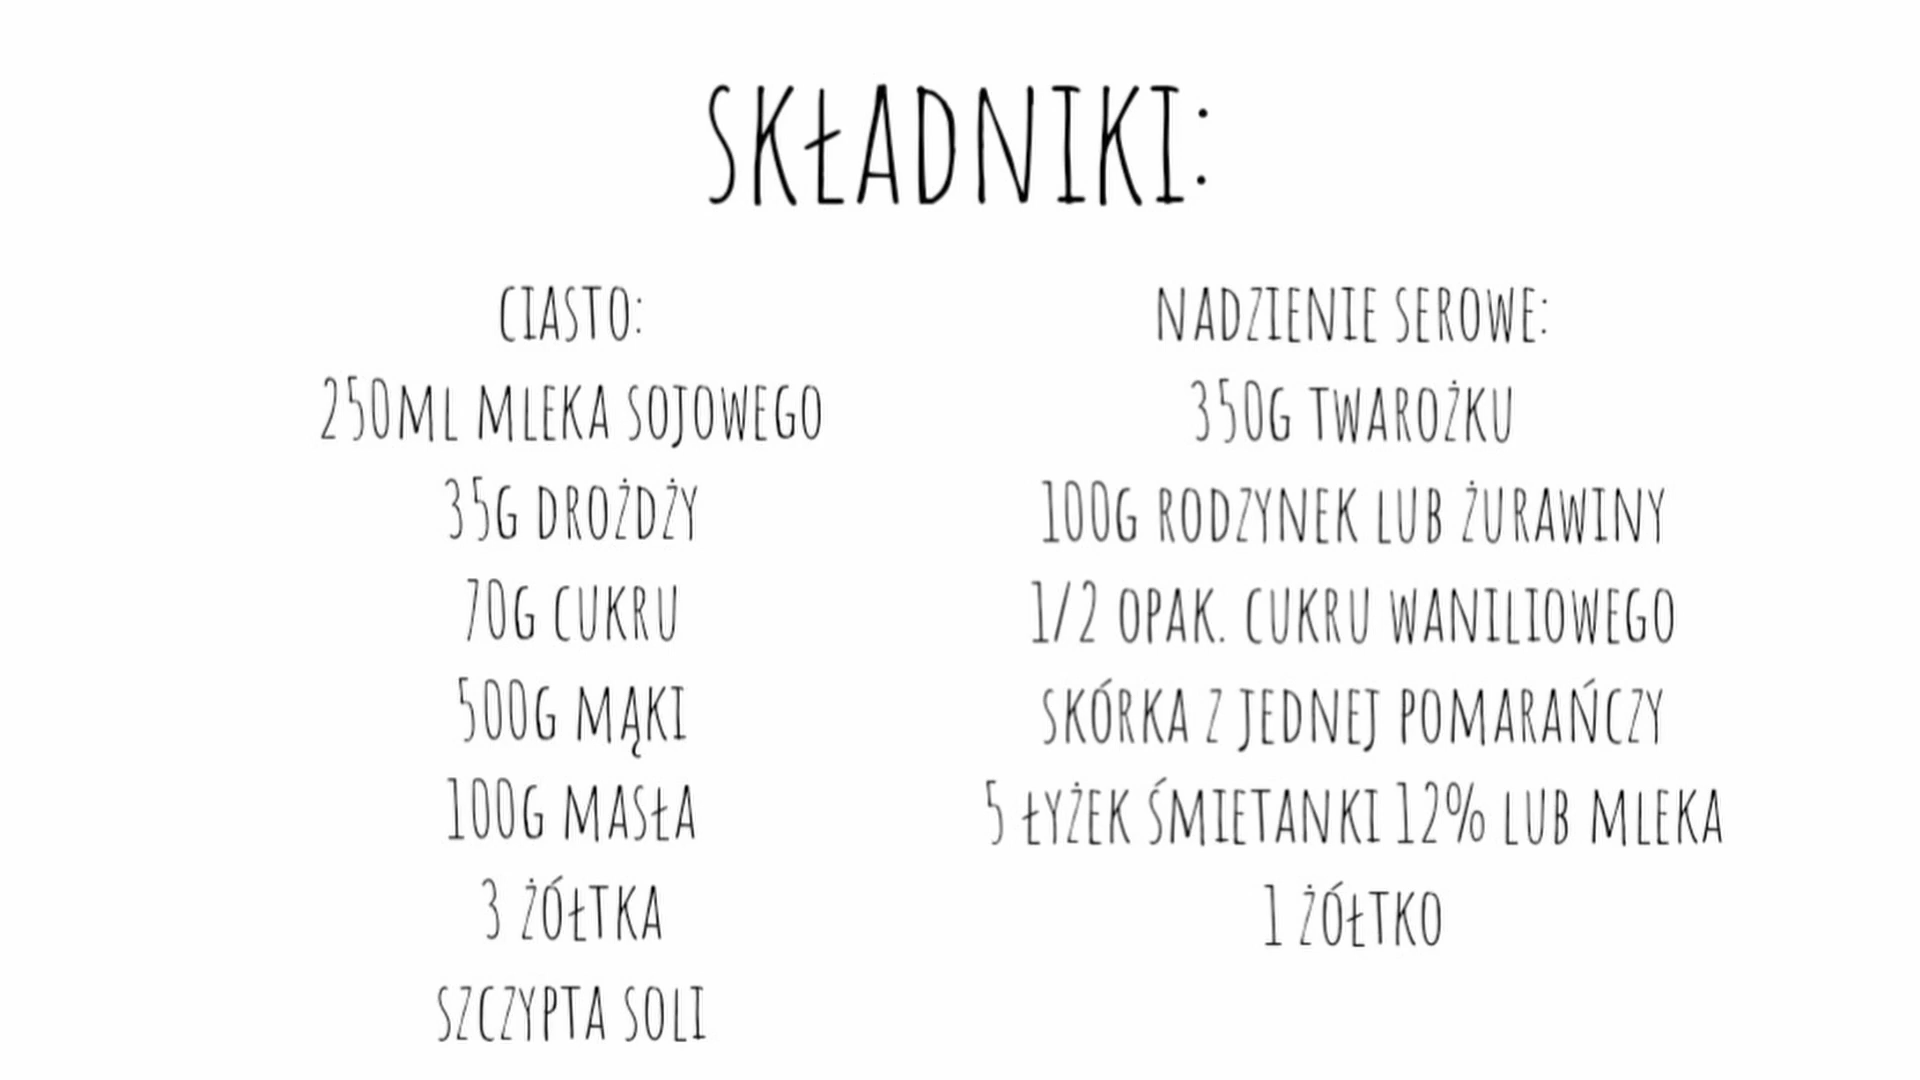 SKŁADNIKI:
CIASTO:
250ML MLEKA SOJOWEGO
35G DROŻDŻY
70G CUKRU
500G MĄKI
100G MASŁA
3 ŻÓŁTKA
SZCZYPTA SOLI
NADZIENIE SEROWE:
350G TWAROŻKU
100G RODZYNEK LUB ŻURAWINY
1/2 OPAK. CUKRU WANILIOWEGO
SKÓRKA Z JEDNEJ POMARAŃCZY
5 ŁYŻEK ŚMIETANKI 12% LUB MLEKA
1 ŻÓŁTKO